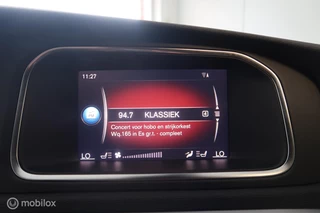 11:27
94.7 KLASSIEK
Concert voor hobo en strijkorkest
Wq.165 in Es gr.t. - compleet
LO LO
mobilox